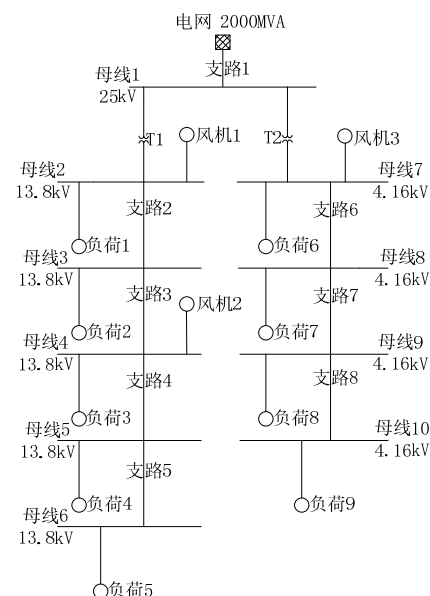 电网 2000MVA
支路1
母线1
25kV
T1
风机1
T2
风机3
母线2
13.8kV
母线7
4.16kV
支路2
支路6
负荷1
负荷6
母线3
13.8kV
母线8
4.16kV
支路3
支路7
风机2
负荷2
负荷7
母线4
13.8kV
母线9
4.16kV
支路4
支路8
负荷3
负荷8
母线5
13.8kV
母线10
4.16kV
支路5
负荷4
负荷9
母线6
13.8kV
负荷5